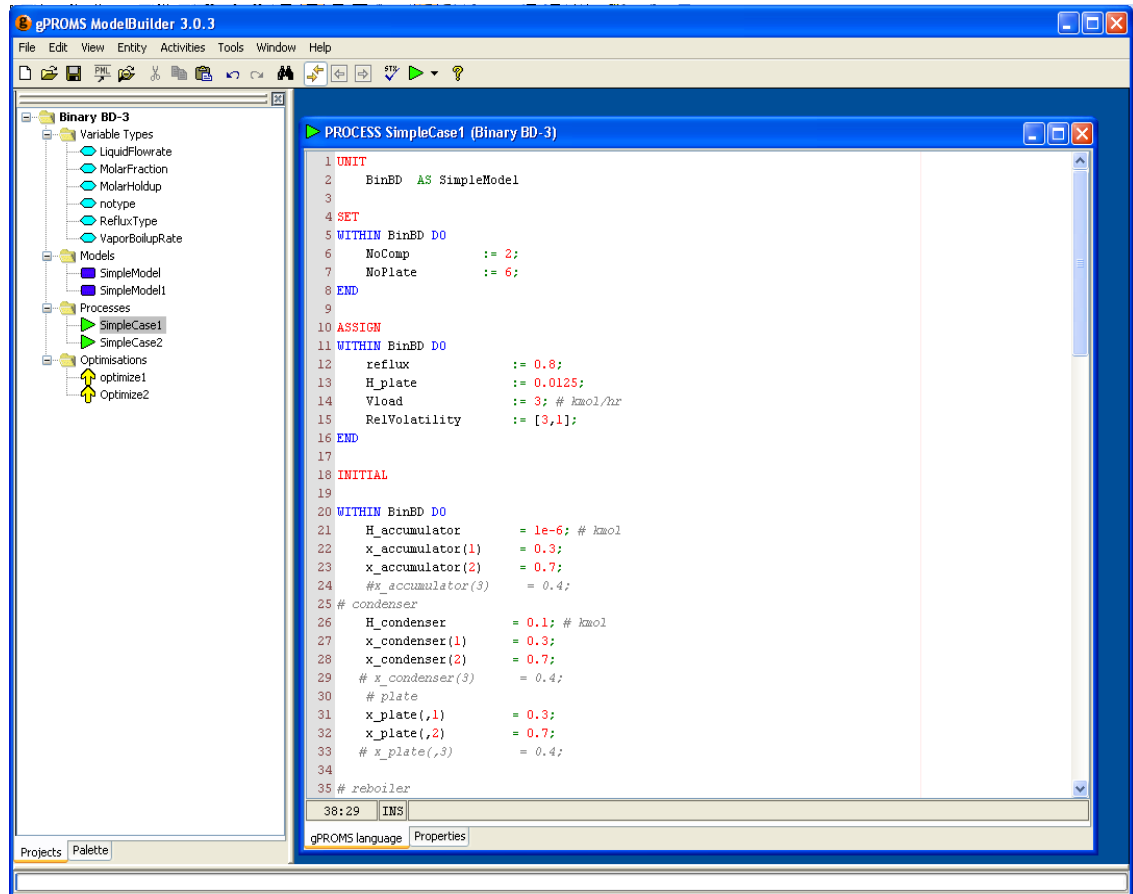 gPROMS ModelBuilder 3.0.3
File Edit View Entity Activities Tools Window Help
Binary BD-3
Variable Types
LiquidFlowrate
MolarFraction
MolarHoldup
notype
RefluxType
VaporBoilupRate
Models
SimpleModel
SimpleModel1
Processes
SimpleCase1
SimpleCase2
Optimisations
optimize1
Optimize2
Projects Palette
PROCESS SimpleCase1 (Binary BD-3)
1 UNIT
2 BinBD AS SimpleModel
3
4 SET
5 WITHIN BinBD DO
6 NoComp := 2;
7 NoPlate := 6;
8 END
9
10 ASSIGN
11 WITHIN BinBD DO
12 reflux := 0.8;
13 H_plate := 0.0125;
14 Vload := 3; # kmol/hr
15 RelVolatility := [3,1];
16 END
17
18 INITIAL
19
20 WITHIN BinBD DO
21 H_accumulator = 1e-6; # kmol
22 x_accumulator(1) = 0.3;
23 x_accumulator(2) = 0.7;
24 #x_accumulator(3) = 0.4;
25 # condenser
26 H_condenser = 0.1; # kmol
27 x_condenser(1) = 0.3;
28 x_condenser(2) = 0.7;
29 # x_condenser(3) = 0.4;
30 # plate
31 x_plate(,1) = 0.3;
32 x_plate(,2) = 0.7;
33 # x_plate(,3) = 0.4;
34
35 # reboiler
38:29 INS
gPROMS language Properties